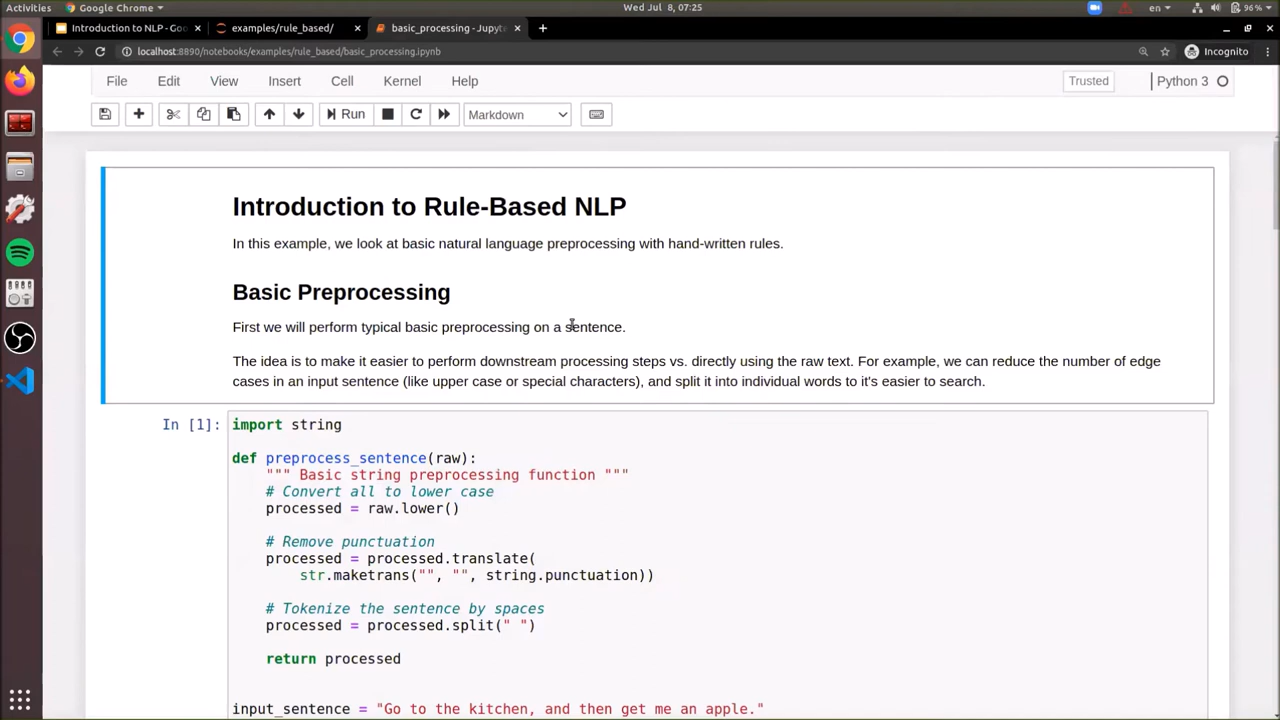 Activities Google Chrome Wed Jul 8, 07:25 en 96%
Introduction to NLP - Goo examples/rule_based/ basic_processing - Jupyte
localhost:8890/notebooks/examples/rule_based/basic_processing.ipynb Incognito
File Edit View Insert Cell Kernel Help Trusted Python 3
Run Markdown
Introduction to Rule-Based NLP
In this example, we look at basic natural language preprocessing with hand-written rules.
Basic Preprocessing
First we will perform typical basic preprocessing on a sentence.
The idea is to make it easier to perform downstream processing steps vs. directly using the raw text. For example, we can reduce the number of edge
cases in an input sentence (like upper case or special characters), and split it into individual words to it's easier to search.
In [1]: import string
def preprocess_sentence(raw):
""" Basic string preprocessing function """
# Convert all to lower case
processed = raw.lower()
# Remove punctuation
processed = processed.translate(
str.maketrans("", "", string.punctuation))
# Tokenize the sentence by spaces
processed = processed.split(" ")
return processed
input_sentence = "Go to the kitchen, and then get me an apple."